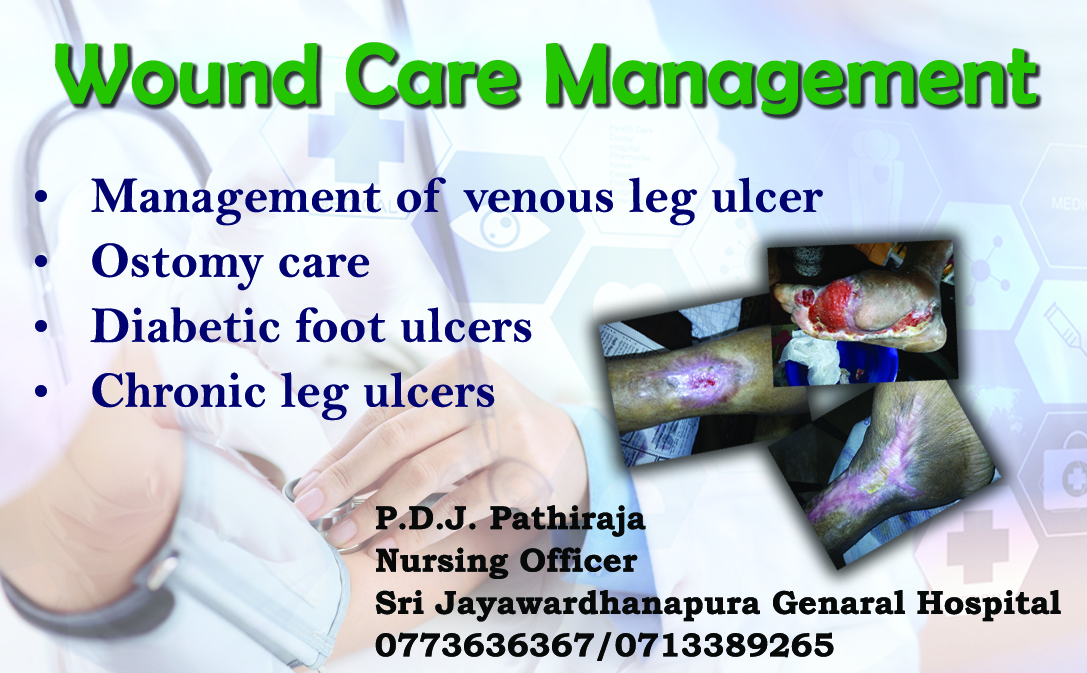 Wound Care Management
• Management of venous leg ulcer
• Ostomy care
• Diabetic foot ulcers
• Chronic leg ulcers
P.D.J. Pathiraja
Nursing Officer
Sri Jayawardhanapura Genaral Hospital
0773636367/0713389265